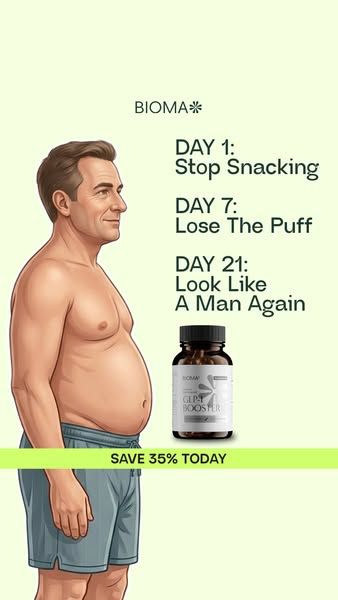 BIOMA
DAY 1:
Stop Snacking
DAY 7:
Lose The Puff
DAY 21:
Look Like
A Man Again
BIOMA
GLP-1
BOOSTER
SAVE 35% TODAY